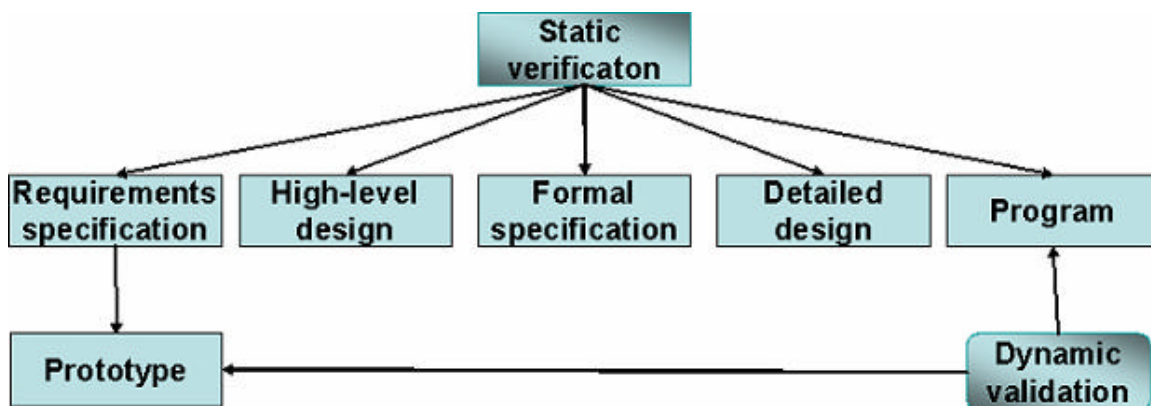 Static
verificaton
Requirements
specification
High-level
design
Formal
specification
Detailed
design
Program
Prototype
Dynamic
validation